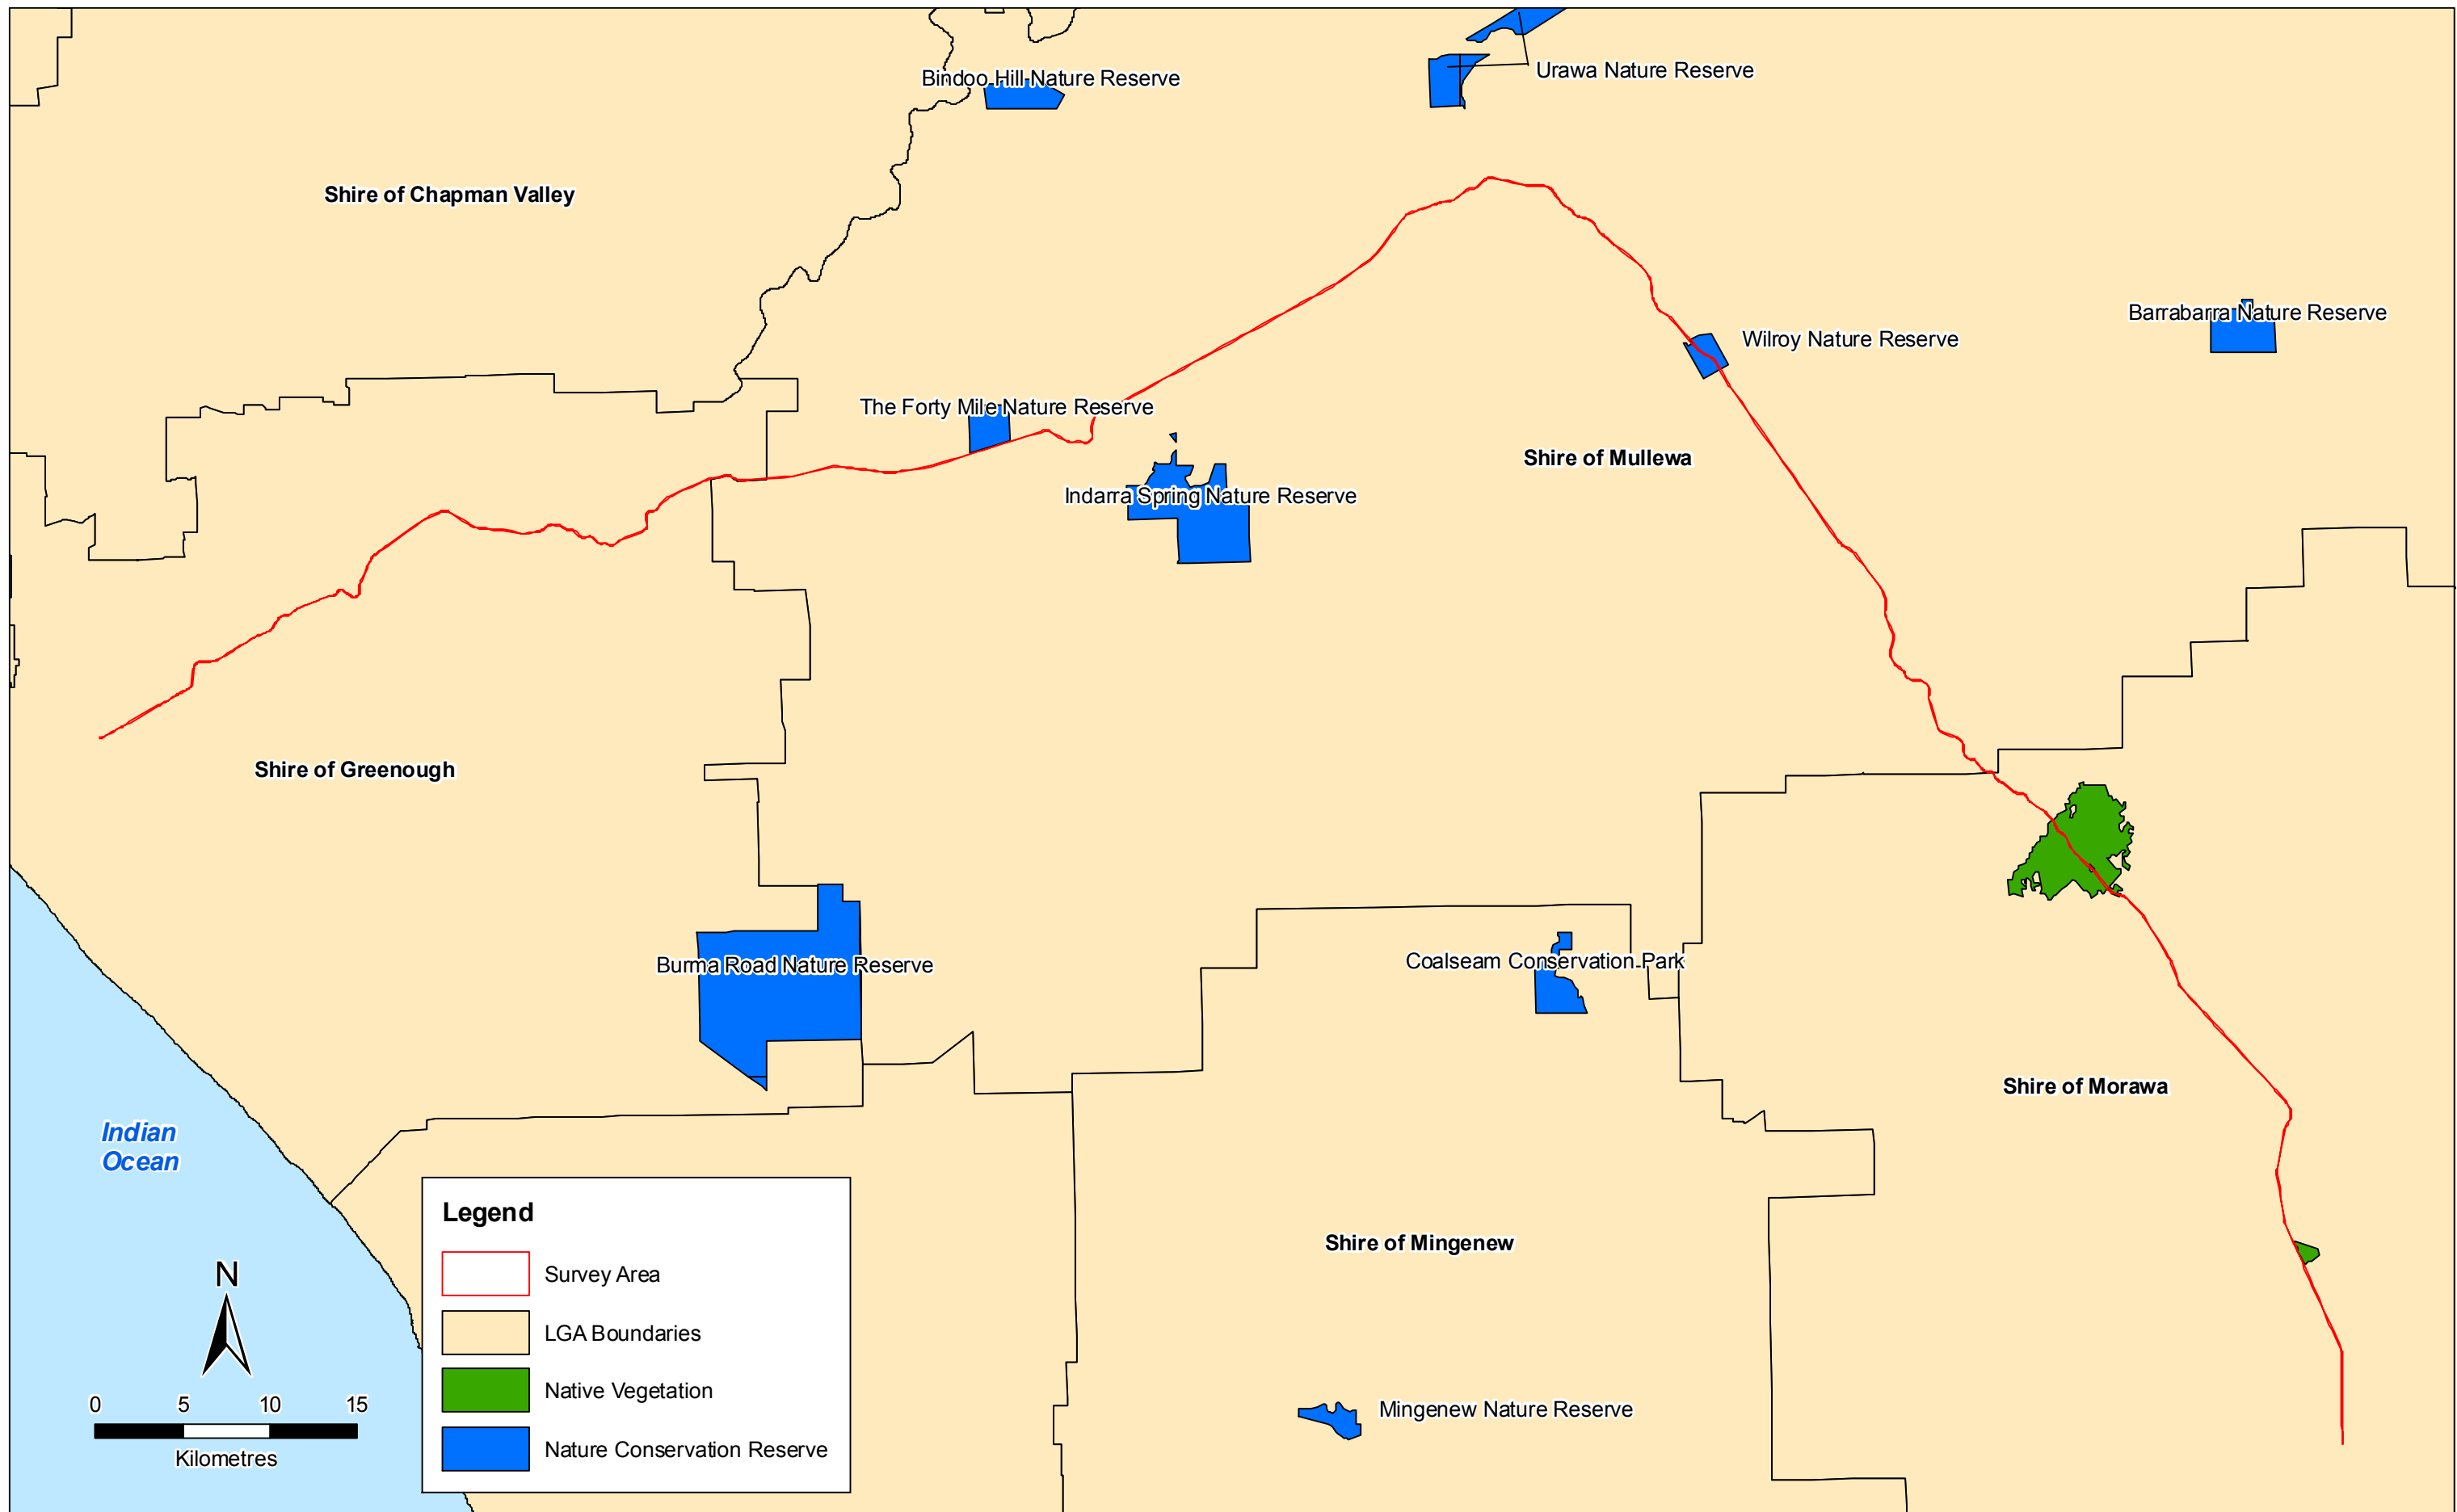 Bindoo Hill Nature Reserve
Urawa Nature Reserve
Shire of Chapman Valley
Barrabarra Nature Reserve
Wilroy Nature Reserve
The Forty Mile Nature Reserve
Shire of Mullewa
Indarra Spring Nature Reserve
Shire of Greenough
Burma Road Nature Reserve
Coalseam Conservation Park
Shire of Morawa
Indian
Ocean
Shire of Mingenew
Mingenew Nature Reserve
Legend
Survey Area
LGA Boundaries
Native Vegetation
Nature Conservation Reserve
N
0 5 10 15
Kilometres